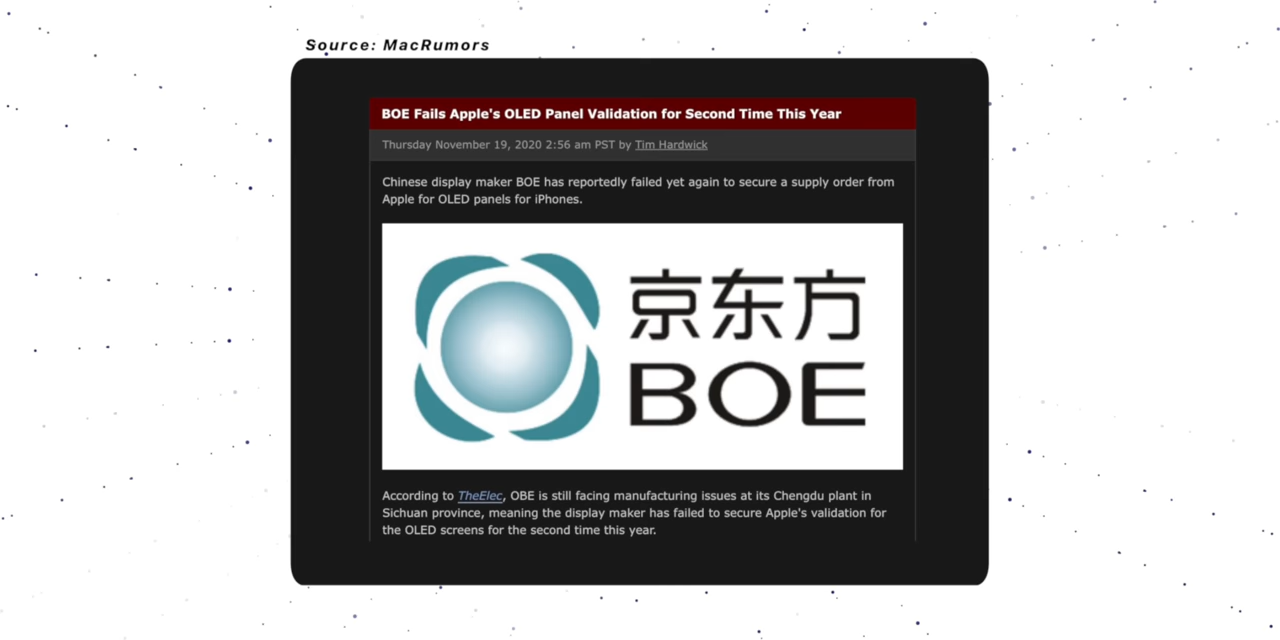 Source: MacRumors
BOE Fails Apple's OLED Panel Validation for Second Time This Year
Thursday November 19, 2020 2:56 am PST by Tim Hardwick
Chinese display maker BOE has reportedly failed yet again to secure a supply order from
Apple for OLED panels for iPhones.
京东方
BOE
According to TheElec, OBE is still facing manufacturing issues at its Chengdu plant in
Sichuan province, meaning the display maker has failed to secure Apple's validation for
the OLED screens for the second time this year.